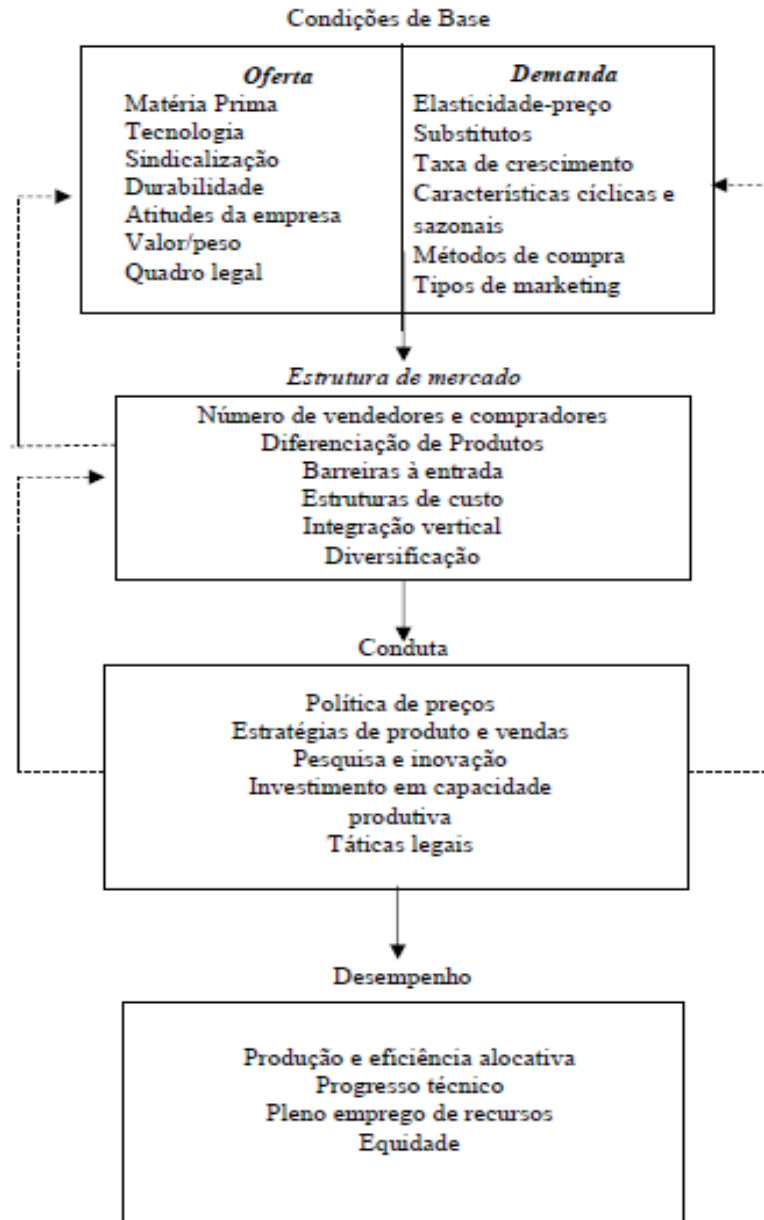 Condições de Base
Oferta
Matéria Prima
Tecnologia
Sindicalização
Durabilidade
Atitudes da empresa
Valor/peso
Quadro legal
Demanda
Elasticidade-preço
Substitutos
Taxa de crescimento
Características cíclicas e
sazonais
Métodos de compra
Tipos de marketing
Estrutura de mercado
Número de vendedores e compradores
Diferenciação de Produtos
Barreiras à entrada
Estruturas de custo
Integração vertical
Diversificação
Conduta
Política de preços
Estratégias de produto e vendas
Pesquisa e inovação
Investimento em capacidade
produtiva
Táticas legais
Desempenho
Produção e eficiência alocativa
Progresso técnico
Pleno emprego de recursos
Equidade